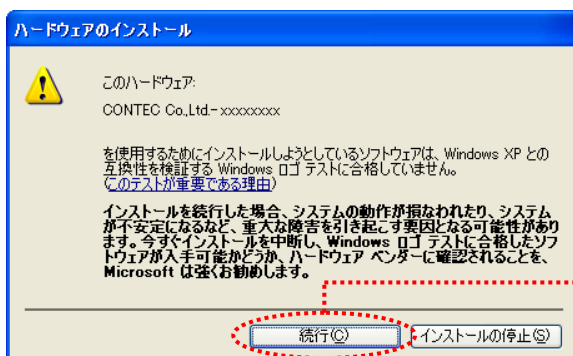 ハードウェアのインストール
このハードウェア:
CONTEC Co.,Ltd-xxxxxxxx
を使用するためにインストールしようとしているソフトウェアは、Windows XP との
互換性を検証する Windows ロゴ テストに合格していません。
(このテストが重要である理由)
インストールを続行した場合、システムの動作が損なわれたり、システム
が不安定になるなど、重大な障害を引き起こす要因となる可能性があり
ます。今すぐインストールを中断し、Windows ロゴ テストに合格したソフ
トウェアが入手可能かどうか、ハードウェア ベンダーに確認されることを、
Microsoft は強くお勧めします。
続行(C) インストールの停止(S)